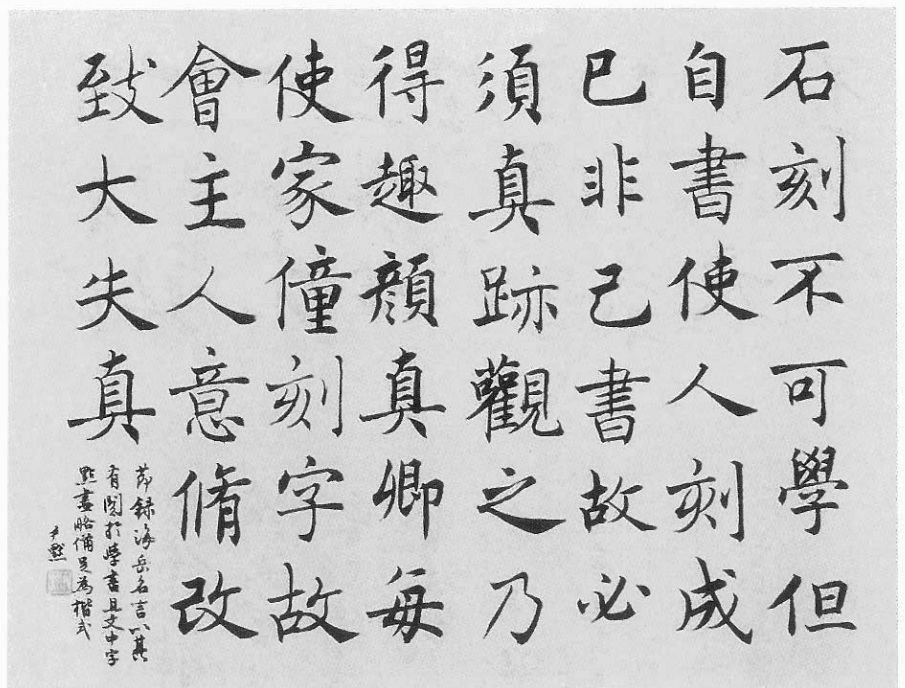 石刻不可學但
自書使人刻成
已非己書故必
須真跡觀之乃
得趣顏真卿每
使家僮刻字故
會主人意脩改
致大失真
節錄海岳名言以其
有關於學書且文中字
點畫略備足為楷式
尹默